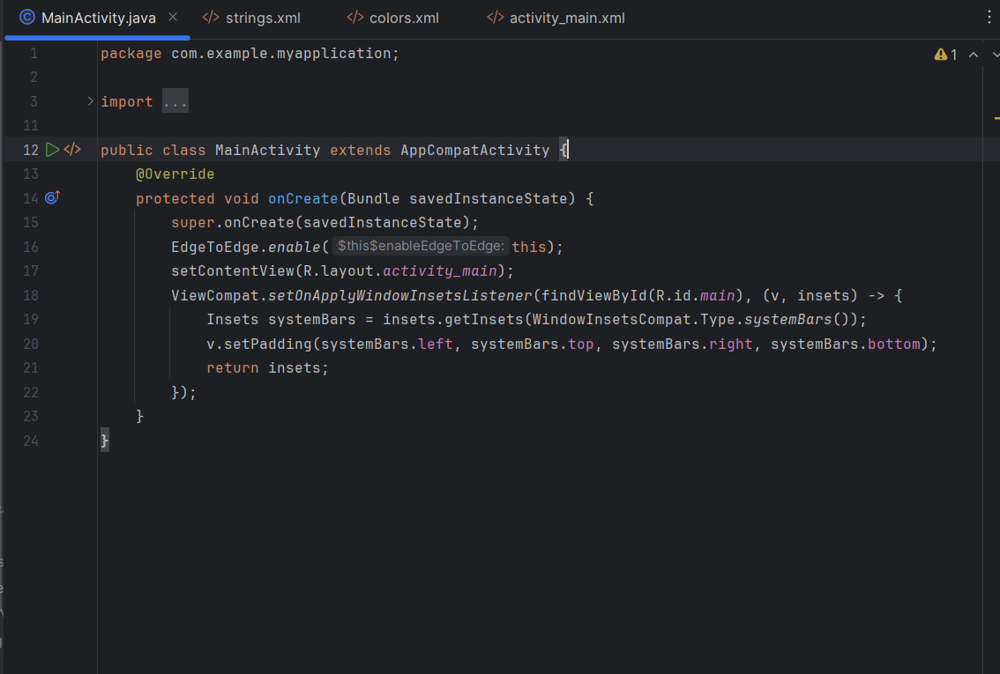 MainActivity.java strings.xml colors.xml activity_main.xml
1 package com.example.myapplication; 1
2
3 import ...
11
12 public class MainActivity extends AppCompatActivity {
13 @Override
14 protected void onCreate(Bundle savedInstanceState) {
15 super.onCreate(savedInstanceState);
16 EdgeToEdge.enable( $this$enableEdgeToEdge: this);
17 setContentView(R.layout.activity_main);
18 ViewCompat.setOnApplyWindowInsetsListener(findViewById(R.id.main), (v, insets) -> {
19 Insets systemBars = insets.getInsets(WindowInsetsCompat.Type.systemBars());
20 v.setPadding(systemBars.left, systemBars.top, systemBars.right, systemBars.bottom);
21 return insets;
22 });
23 }
24 }